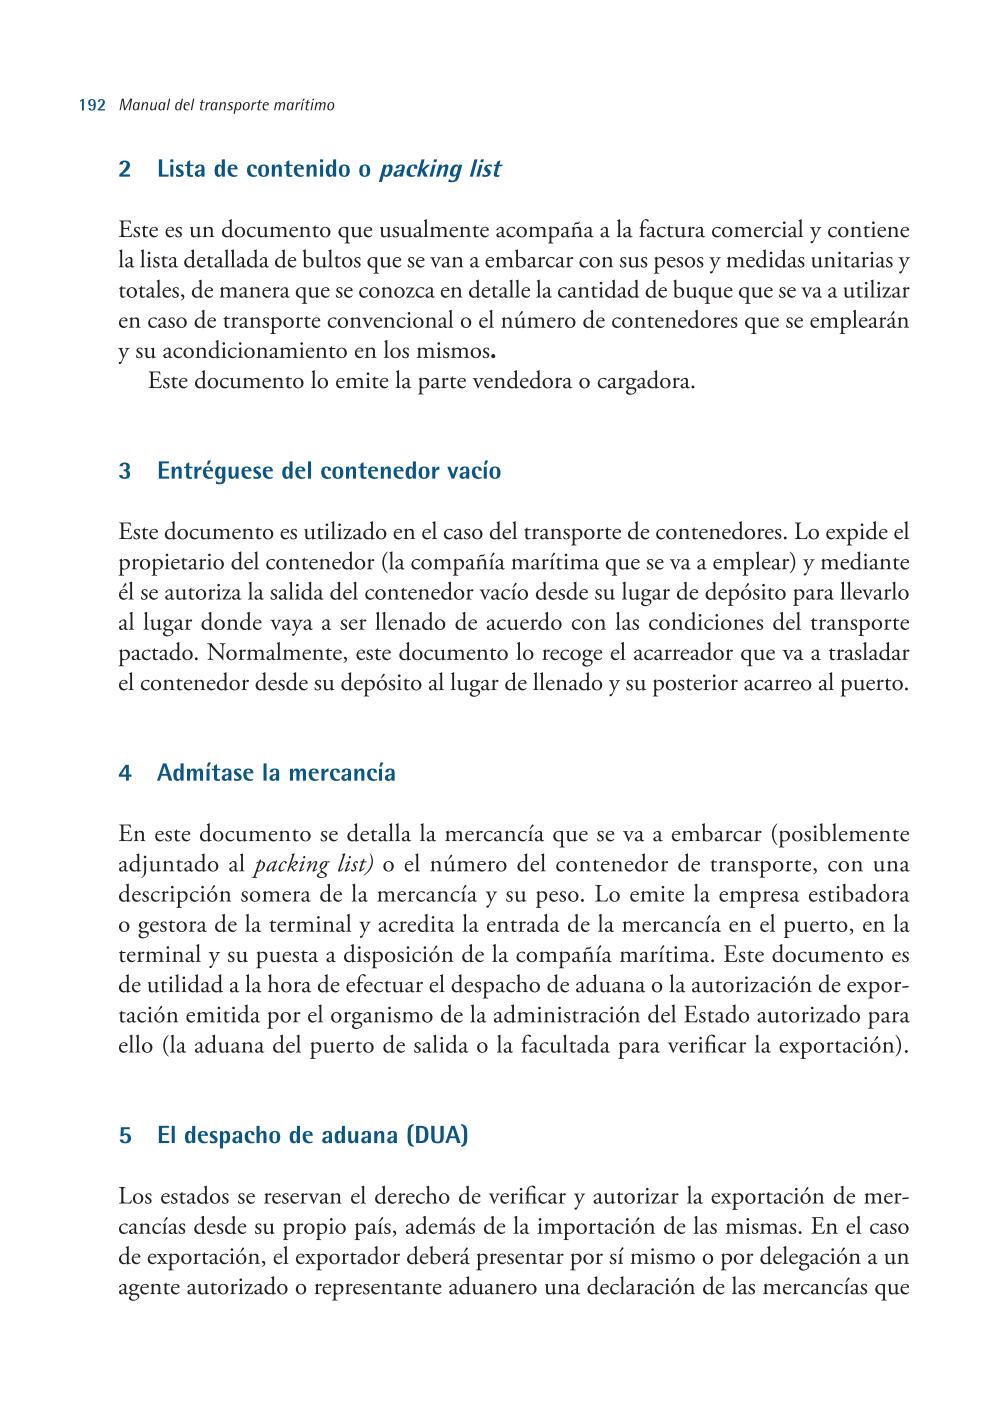 192 Manual del transporte marítimo
2 Lista de contenido o packing list
Este es un documento que usualmente acompaña a la factura comercial y contiene
la lista detallada de bultos que se van a embarcar con sus pesos y medidas unitarias y
totales, de manera que se conozca en detalle la cantidad de buque que se va a utilizar
en caso de transporte convencional o el número de contenedores que se emplearán
y su acondicionamiento en los mismos.
Este documento lo emite la parte vendedora o cargadora.
3 Entréguese del contenedor vacío
Este documento es utilizado en el caso del transporte de contenedores. Lo expide el
propietario del contenedor (la compañía marítima que se va a emplear) y mediante
él se autoriza la salida del contenedor vacío desde su lugar de depósito para llevarlo
al lugar donde vaya a ser llenado de acuerdo con las condiciones del transporte
pactado. Normalmente, este documento lo recoge el acarreador que va a trasladar
el contenedor desde su depósito al lugar de llenado y su posterior acarreo al puerto.
4 Admítase la mercancía
En este documento se detalla la mercancía que se va a embarcar (posiblemente
adjuntado al packing list) o el número del contenedor de transporte, con una
descripción somera de la mercancía y su peso. Lo emite la empresa estibadora
o gestora de la terminal y acredita la entrada de la mercancía en el puerto, en la
terminal y su puesta a disposición de la compañía marítima. Este documento es
de utilidad a la hora de efectuar el despacho de aduana o la autorización de expor-
tación emitida por el organismo de la administración del Estado autorizado para
ello (la aduana del puerto de salida o la facultada para verificar la exportación).
5 El despacho de aduana (DUA)
Los estados se reservan el derecho de verificar y autorizar la exportación de mer-
cancías desde su propio país, además de la importación de las mismas. En el caso
de exportación, el exportador deberá presentar por sí mismo o por delegación a un
agente autorizado o representante aduanero una declaración de las mercancías que